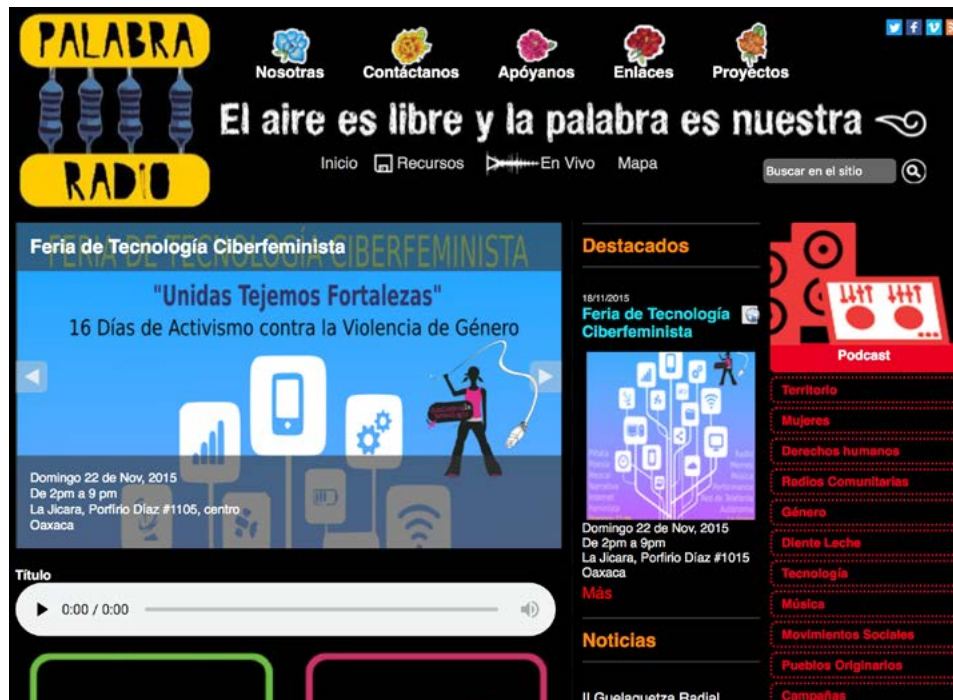 PALABRA
RADIO
Nosotras
Contáctanos
Apóyanos
Enlaces
Proyectos
El aire es libre y la palabra es nuestra
Inicio
Recursos
En Vivo
Mapa
Buscar en el sitio
Feria de Tecnología Ciberfeminista
FERIA DE TECNOLOGÍA CIBERFEMINISTA
"Unidas Tejemos Fortalezas"
16 Días de Activismo contra la Violencia de Género
Domingo 22 de Nov, 2015
De 2pm a 9 pm
La Jicara, Porfirio Díaz #1105, centro
Oaxaca
Título
0:00 / 0:00
Destacados
18/11/2015
Feria de Tecnología
Ciberfeminista
Domingo 22 de Nov, 2015
De 2pm a 9pm
La Jicara, Porfirio Díaz #1015
Oaxaca
Más
Noticias
II Guelaguetza Radial
Podcast
Territorio
Mujeres
Derechos humanos
Radios Comunitarias
Género
Diente Leche
Tecnología
Música
Movimientos Sociales
Pueblos Originarios
Campañas